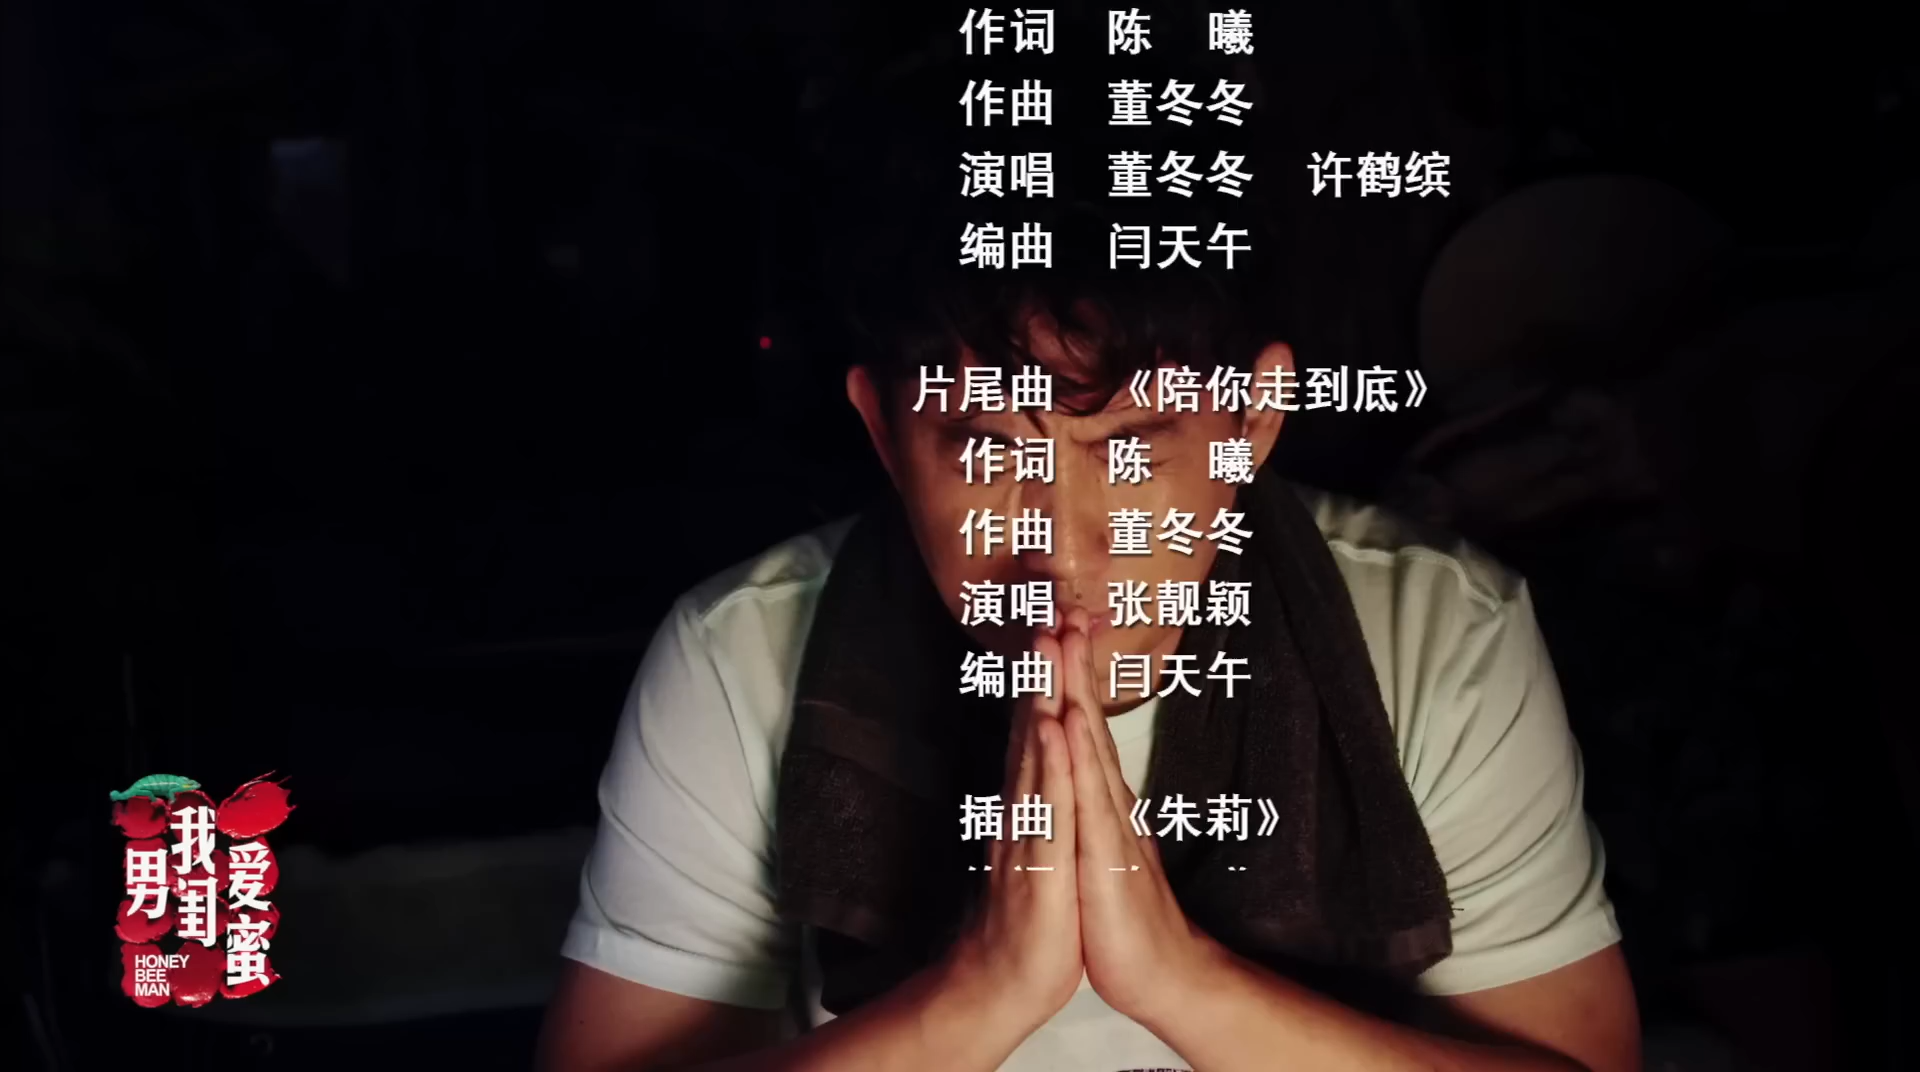 作词 陈 曦
作曲 董冬冬
演唱 董冬冬 许鹤缤
编曲 闫天午
片尾曲 《陪你走到底》
作词 陈 曦
作曲 董冬冬
演唱 张靓颖
编曲 闫天午
插曲 《朱莉》
爱蜜
我闺
男
HONEY
BEE
MAN